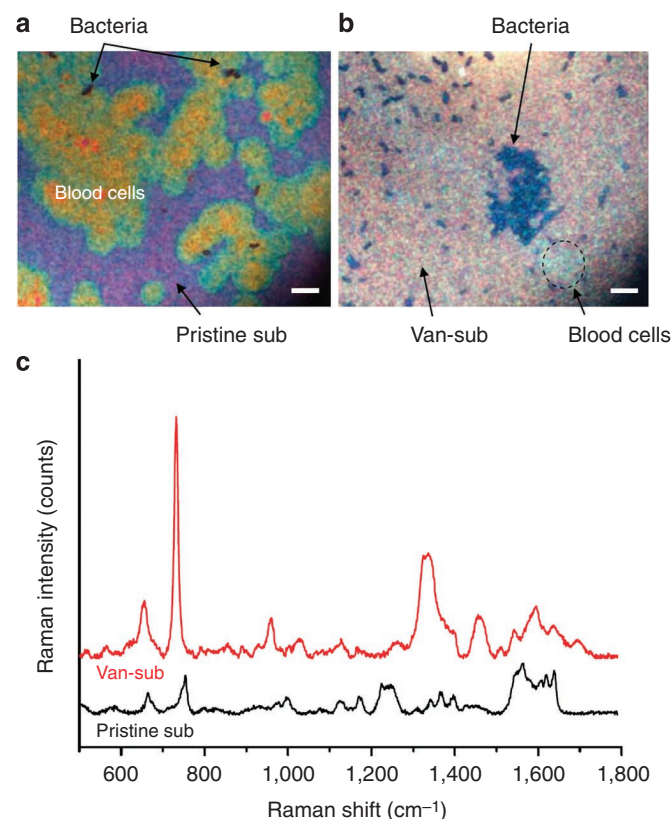 a
Bacteria
Blood cells
Pristine sub
b
Bacteria
Van-sub
Blood cells
c
Raman intensity (counts)
Van-sub
Pristine sub
600 800 1,000 1,200 1,400 1,600 1,800
Raman shift (cm⁻¹)